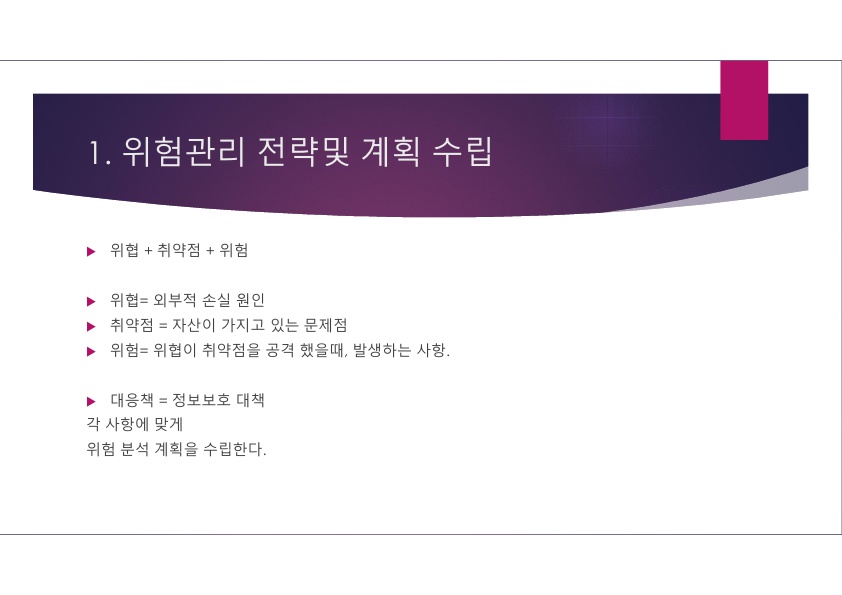 1. 위험관리 전략및 계획 수립
위협 + 취약점 + 위험
위협= 외부적 손실 원인
취약점 = 자산이 가지고 있는 문제점
위험= 위협이 취약점을 공격 했을때, 발생하는 사항.
대응책 = 정보보호 대책
각 사항에 맞게
위험 분석 계획을 수립한다.